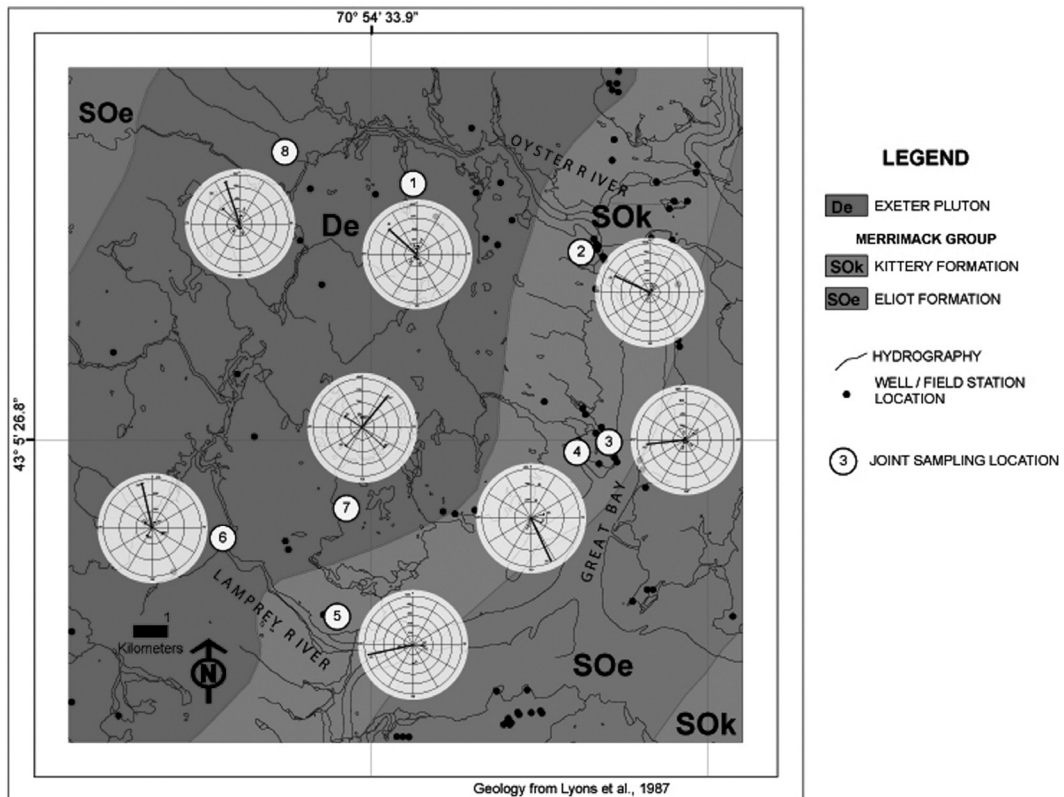 70° 54' 33.9"
SOe
8
OYSTER RIVER
1
De
SOk
2
43° 5' 26.8"
4
3
7
6
GREAT BAY
LAMPREY RIVER
5
1
Kilometers
N
SOe
SOk
Geology from Lyons et al., 1987
LEGEND
De EXETER PLUTON
MERRIMACK GROUP
SOk KITTERY FORMATION
SOe ELIOT FORMATION
HYDROGRAPHY
WELL / FIELD STATION
LOCATION
3 JOINT SAMPLING LOCATION